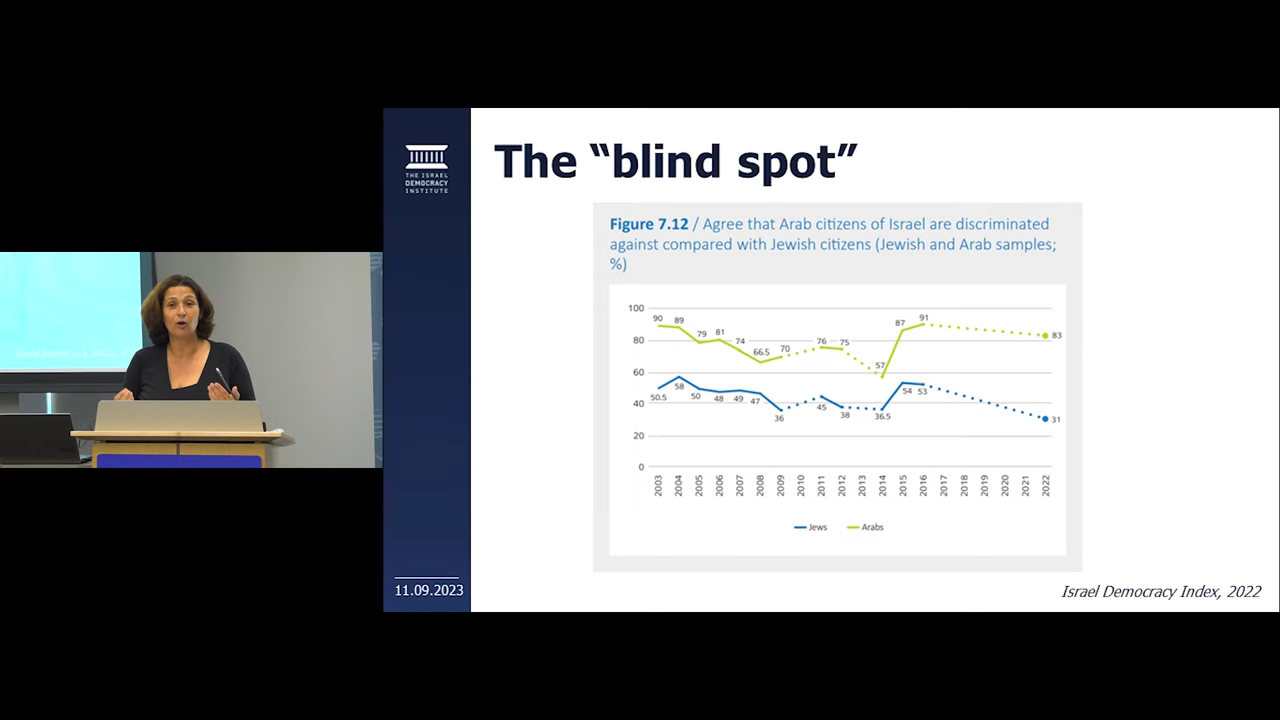 THE ISRAEL
DEMOCRACY
INSTITUTE
11.09.2023
The “blind spot”
Figure 7.12 / Agree that Arab citizens of Israel are discriminated
against compared with Jewish citizens (Jewish and Arab samples;
%)
100
80
60
40
20
0
90 89 79 81 74 66.5 70 76 75 57 87 91 83
50.5 58 50 48 49 47 36 45 38 36.5 54 53 31
2003 2004 2005 2006 2007 2008 2009 2010 2011 2012 2013 2014 2015 2016 2017 2018 2019 2020 2021 2022
Jews Arabs
Israel Democracy Index, 2022